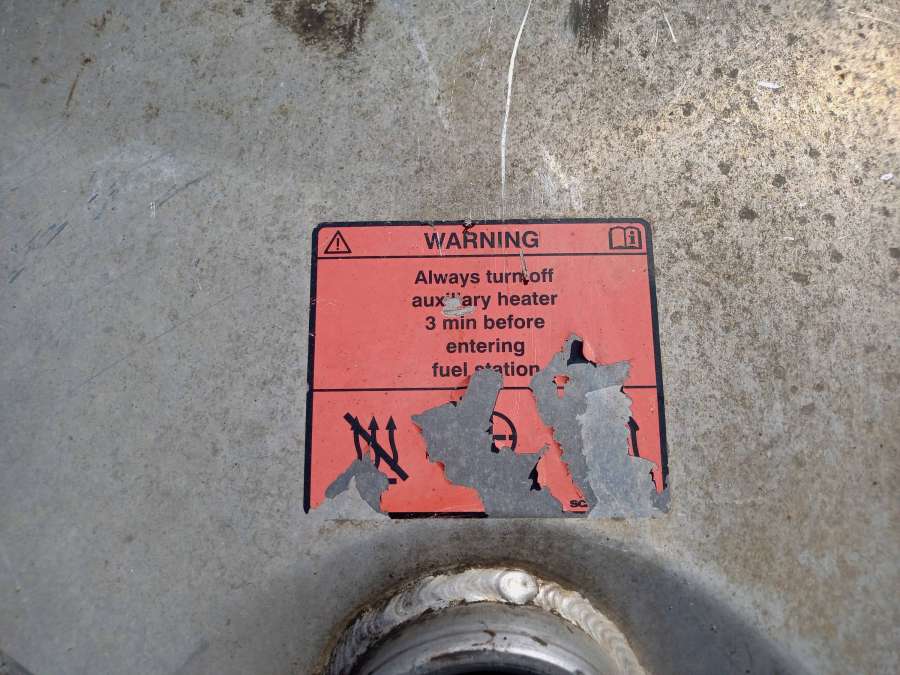 WARNING
Always turn off
auxiliary heater
3 min before
entering
fuel station